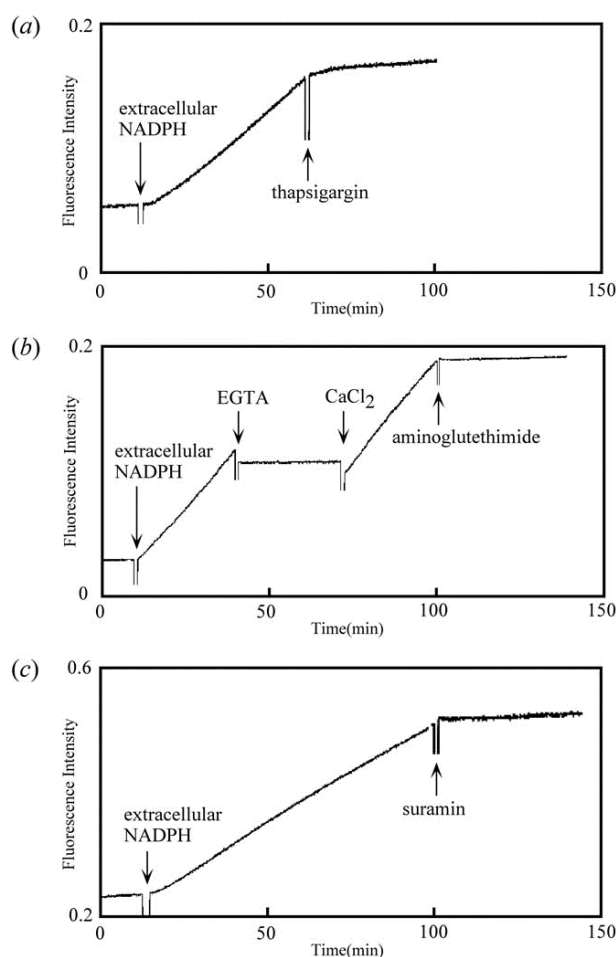 (a)
0.2
Fluorescence Intensity
extracellular
NADPH
thapsigargin
0
0 50 100 150
Time(min)
(b)
0.2
Fluorescence Intensity
EGTA
CaCl2
extracellular
NADPH
aminoglutethimide
0
0 50 100 150
Time(min)
(c)
0.6
Fluorescence Intensity
extracellular
NADPH
suramin
0.2
0 50 100 150
Time(min)